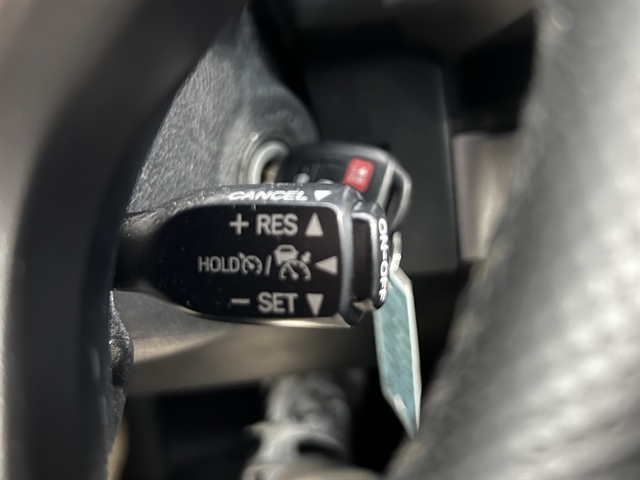 CANCEL ▼
+ RES ▲
HOLD / ◀
− SET ▼
ON-OFF